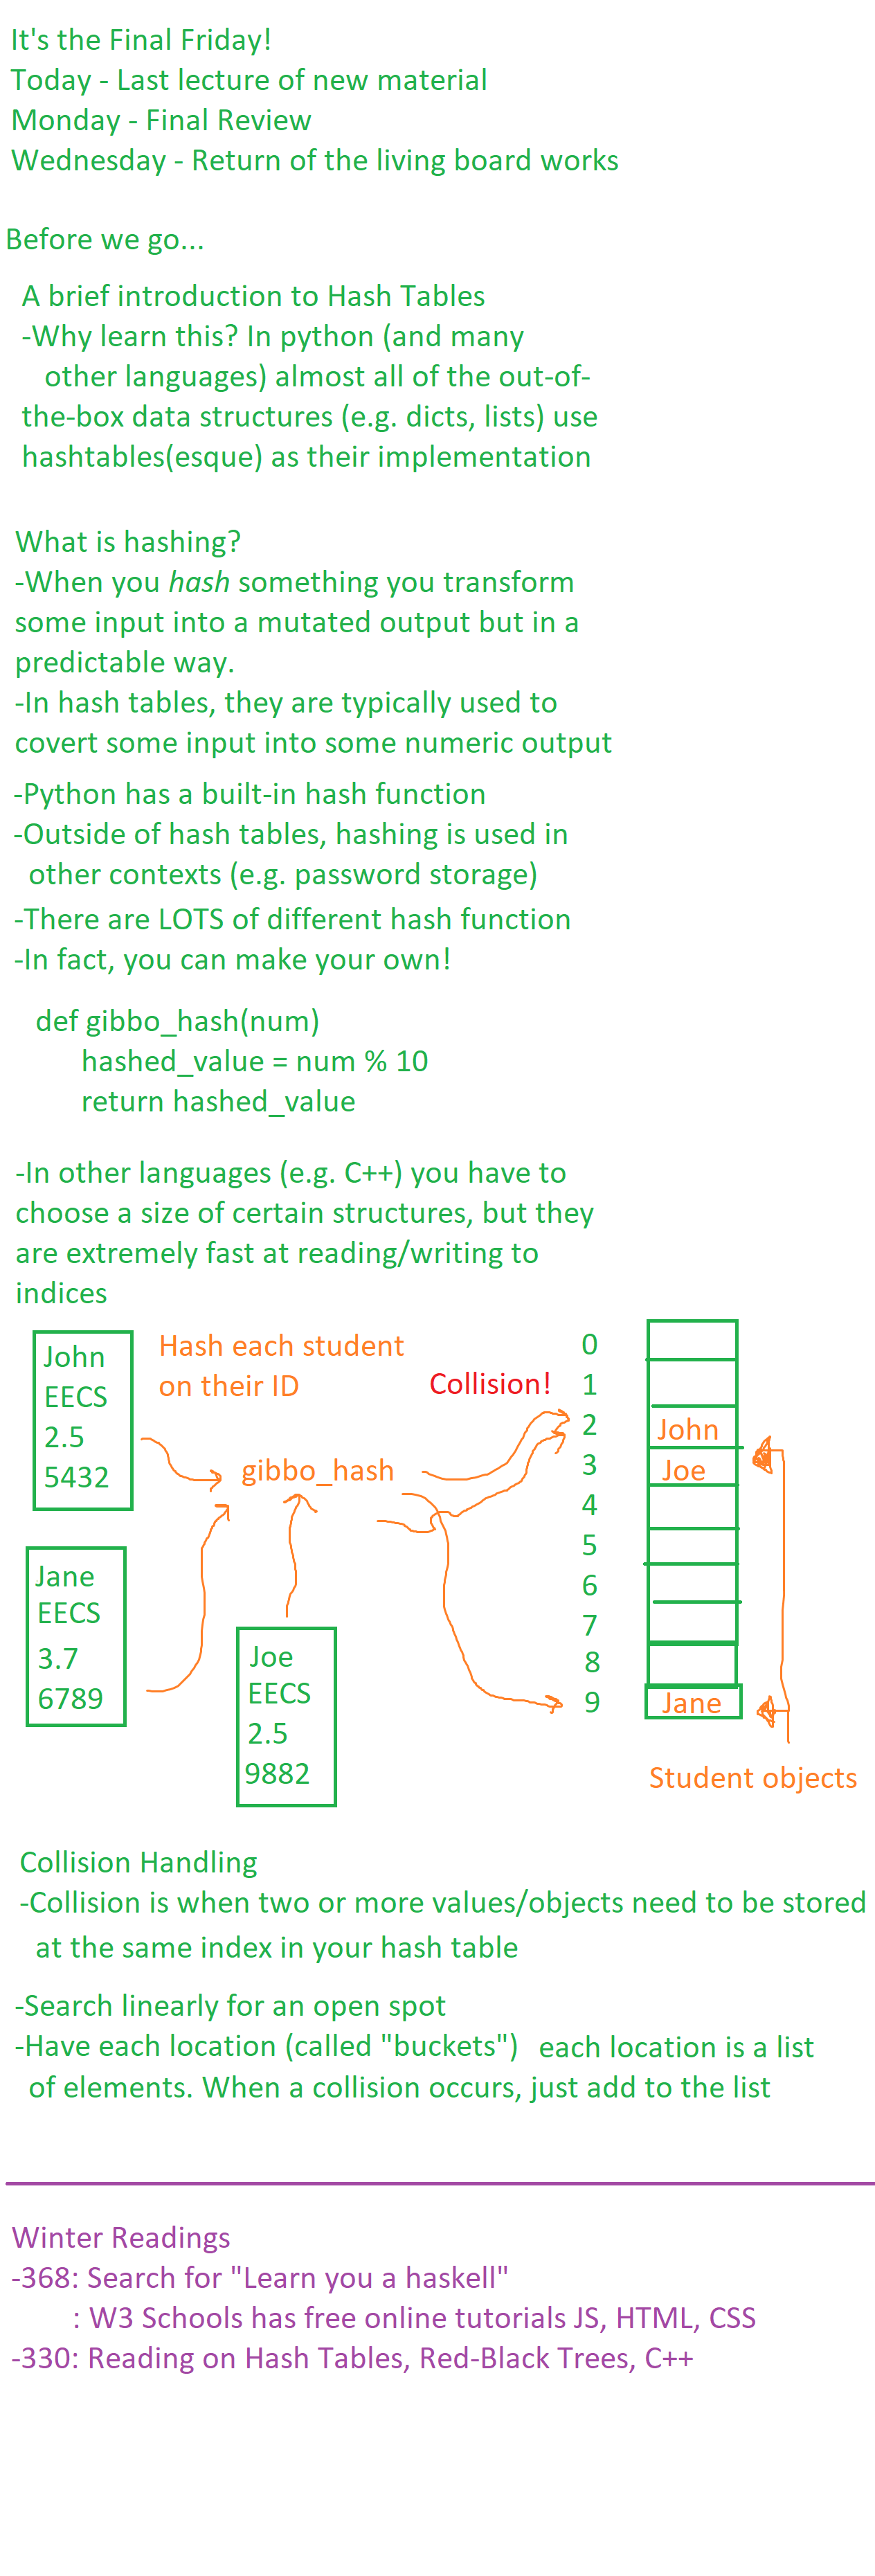 It's the Final Friday!
Today - Last lecture of new material
Monday - Final Review
Wednesday - Return of the living board works
Before we go...
A brief introduction to Hash Tables
-Why learn this? In python (and many
other languages) almost all of the out-of-
the-box data structures (e.g. dicts, lists) use
hashtables(esque) as their implementation
What is hashing?
-When you hash something you transform
some input into a mutated output but in a
predictable way.
-In hash tables, they are typically used to
covert some input into some numeric output
-Python has a built-in hash function
-Outside of hash tables, hashing is used in
other contexts (e.g. password storage)
-There are LOTS of different hash function
-In fact, you can make your own!
def gibbo_hash(num)
hashed_value = num % 10
return hashed_value
-In other languages (e.g. C++) you have to
choose a size of certain structures, but they
are extremely fast at reading/writing to
indices
John
EECS
2.5
5432
Hash each student
on their ID
Collision!
gibbo_hash
Jane
EECS
3.7
6789
Joe
EECS
2.5
9882
0
1
2
3
4
5
6
7
8
9
John
Joe
Jane
Student objects
Collision Handling
-Collision is when two or more values/objects need to be stored
at the same index in your hash table
-Search linearly for an open spot
-Have each location (called "buckets") each location is a list
of elements. When a collision occurs, just add to the list
Winter Readings
-368: Search for "Learn you a haskell"
: W3 Schools has free online tutorials JS, HTML, CSS
-330: Reading on Hash Tables, Red-Black Trees, C++